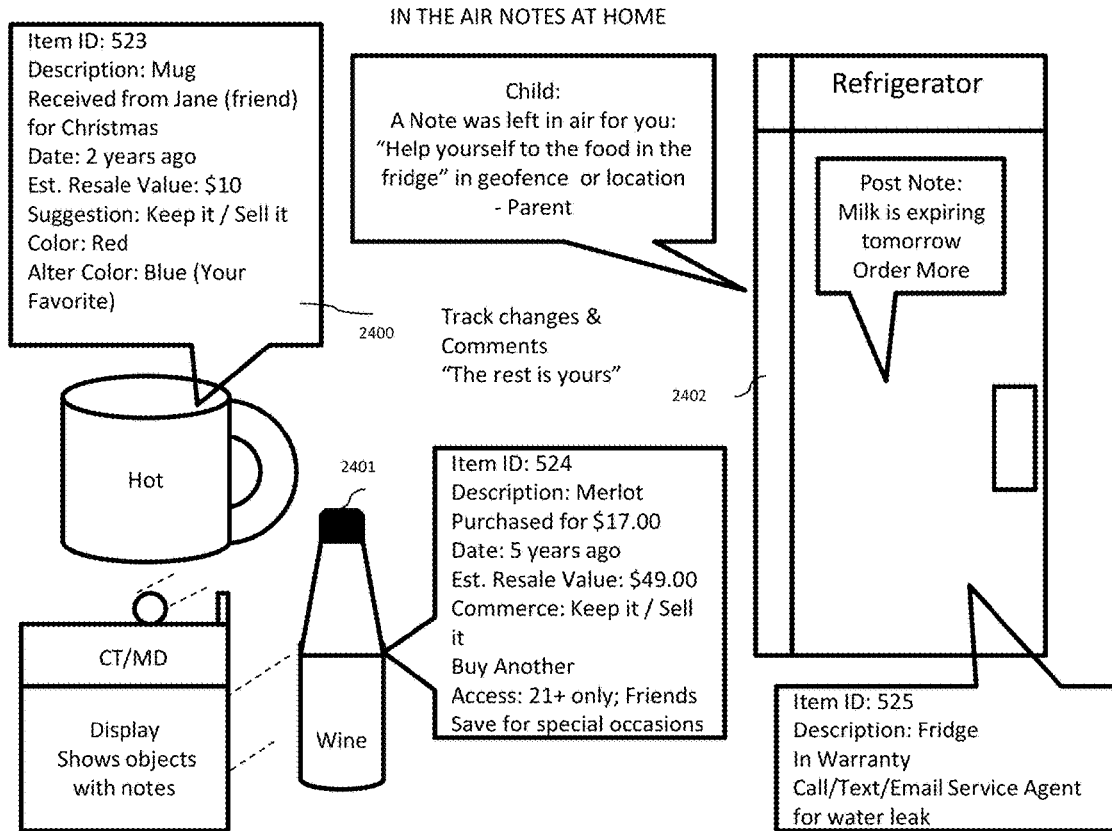 IN THE AIR NOTES AT HOME
Item ID: 523
Description: Mug
Received from Jane (friend)
for Christmas
Date: 2 years ago
Est. Resale Value: $10
Suggestion: Keep it / Sell it
Color: Red
Alter Color: Blue (Your
Favorite)
2400
Hot
Child:
A Note was left in air for you:
“Help yourself to the food in the
fridge” in geofence or location
- Parent
Track changes &
Comments
“The rest is yours”
Refrigerator
Post Note:
Milk is expiring
tomorrow
Order More
2402
2401
Wine
Item ID: 524
Description: Merlot
Purchased for $17.00
Date: 5 years ago
Est. Resale Value: $49.00
Commerce: Keep it / Sell
it
Buy Another
Access: 21+ only; Friends
Save for special occasions
CT/MD
Display
Shows objects
with notes
Item ID: 525
Description: Fridge
In Warranty
Call/Text/Email Service Agent
for water leak